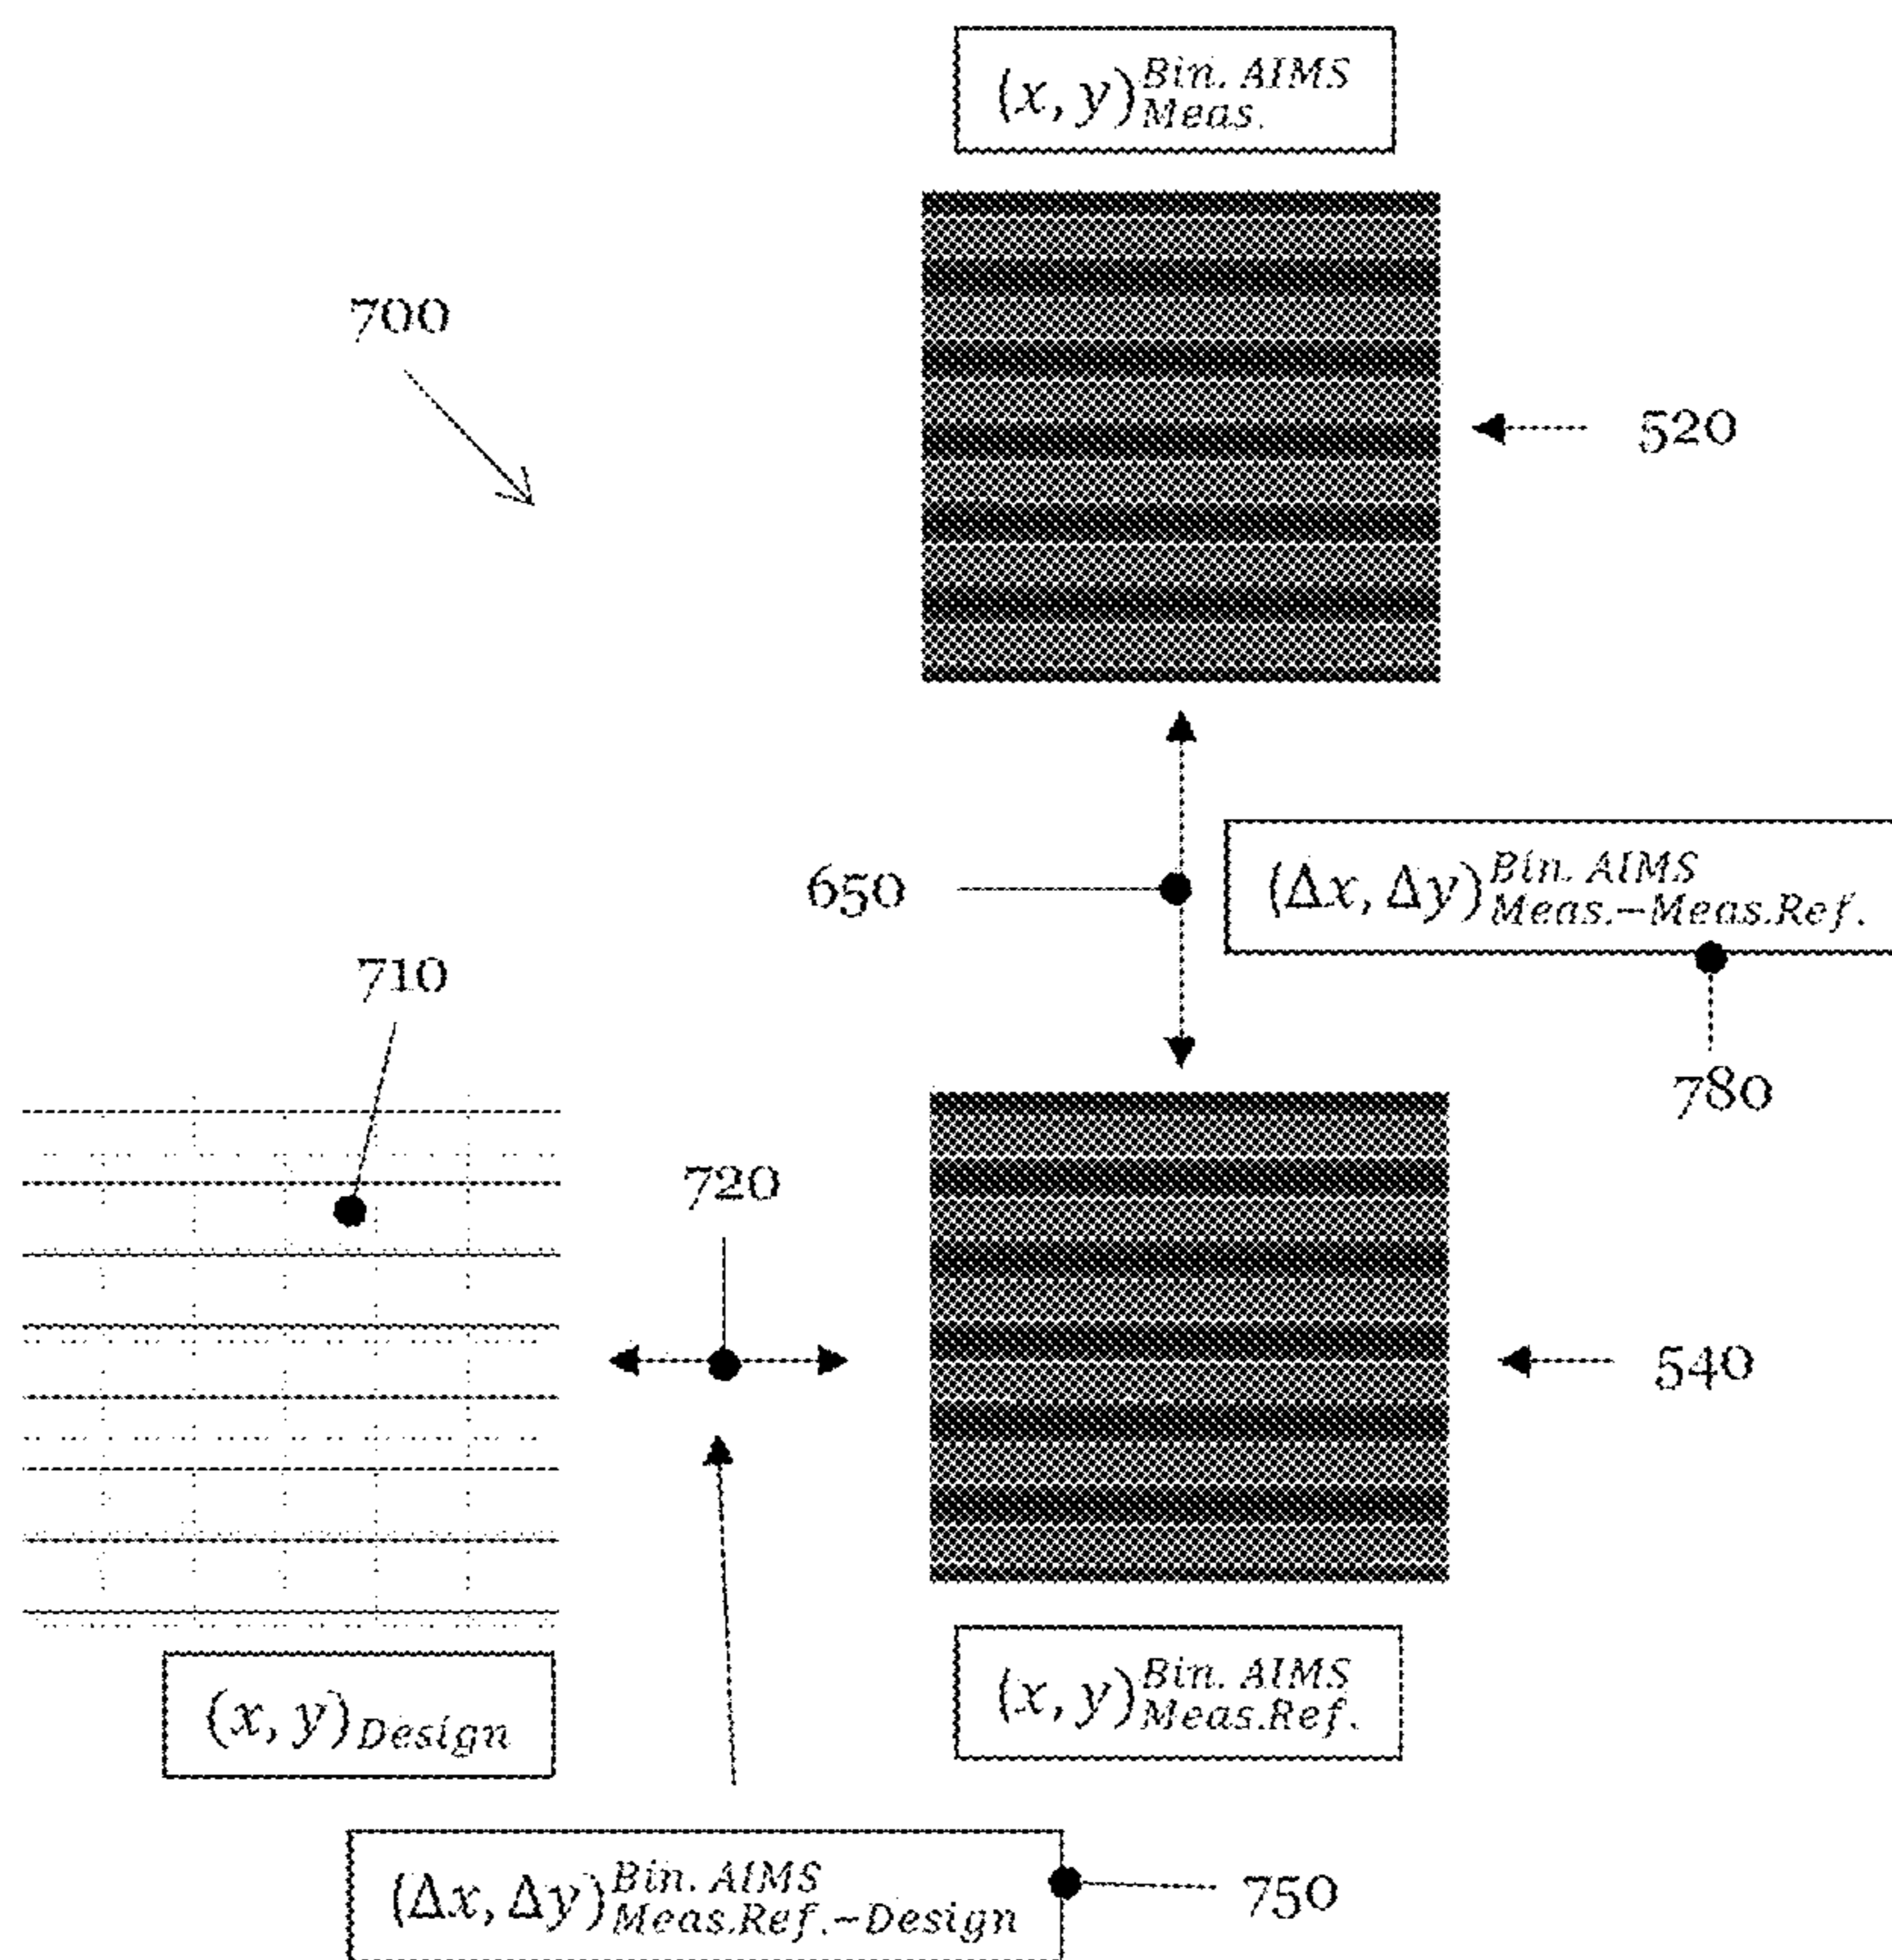 (x, y)Bin. AIMS Meas.
700
520
650
(Δx, Δy)Bin. AIMS Meas.−Meas.Ref.
710
780
720
540
(x, y)Bin. AIMS Meas.Ref.
(x, y)Design
(Δx, Δy)Bin. AIMS Meas.Ref.−Design
750